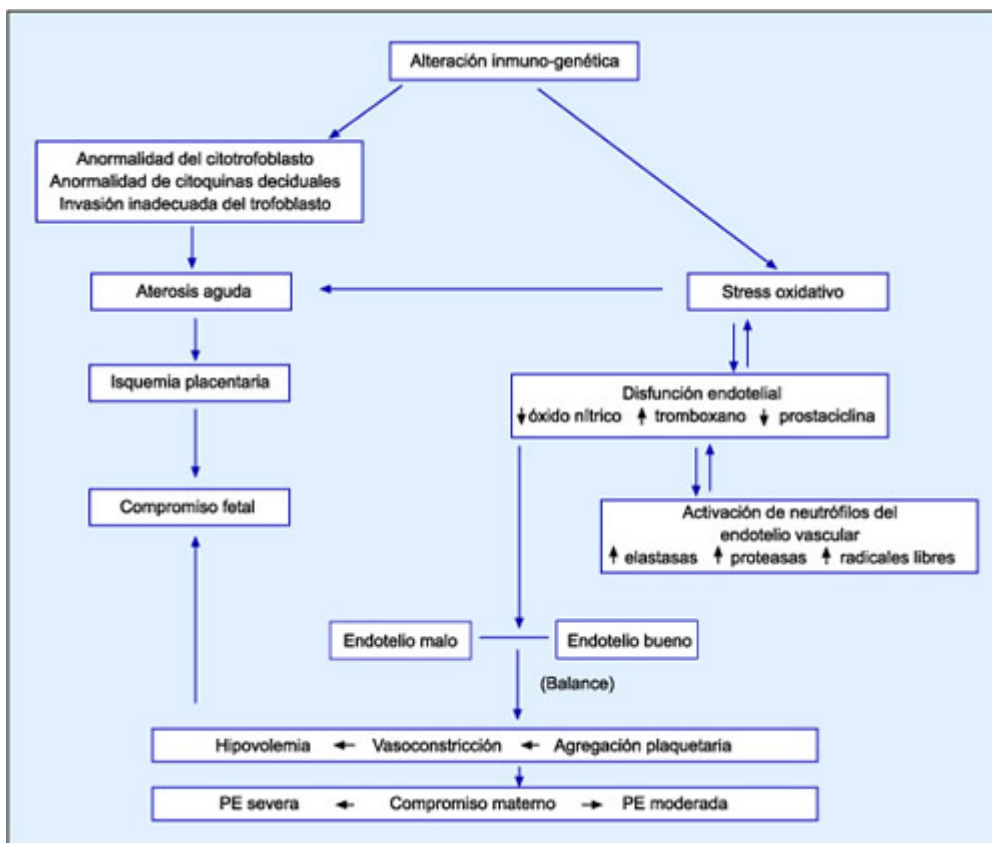 Alteración inmuno-genética
Anormalidad del citotrofoblasto
Anormalidad de citoquinas deciduales
Invasión inadecuada del trofoblasto
Aterosis aguda
Stress oxidativo
Isquemia placentaria
Disfunción endotelial
óxido nítrico tromboxano prostaciclina
Compromiso fetal
Activación de neutrófilos del
endotelio vascular
elastasas proteasas radicales libres
Endotelio malo
Endotelio bueno
(Balance)
Hipovolemia Vasoconstricción Agregación plaquetaria
PE severa Compromiso materno PE moderada